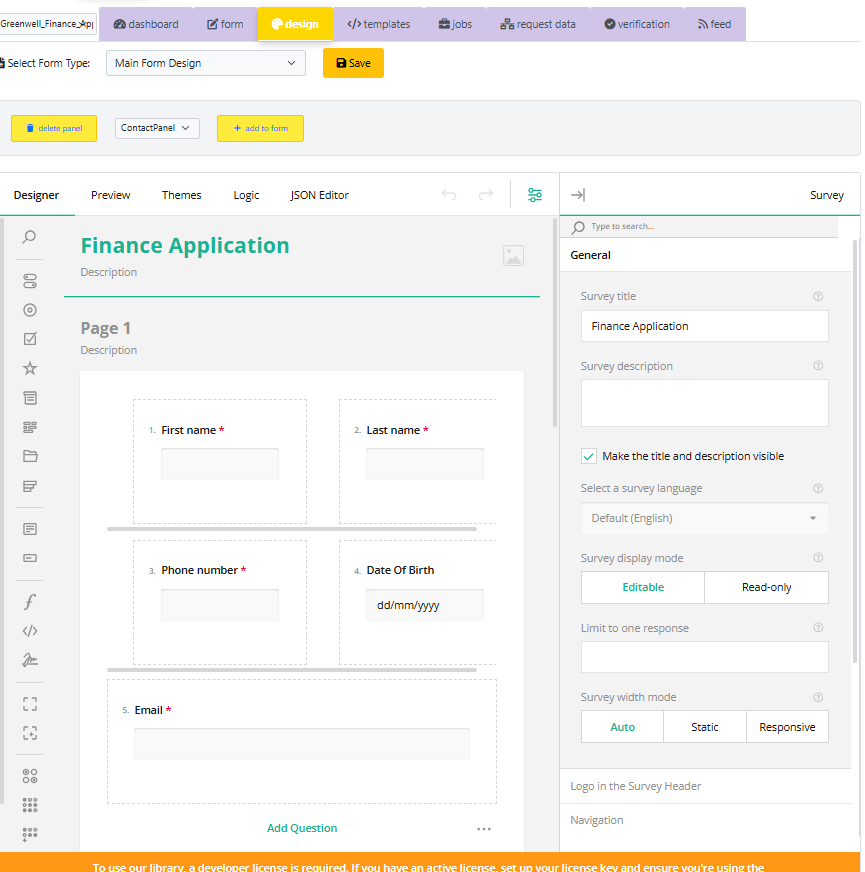 Greenwell_Finance_Ap dashboard form design templates jobs request data verification feed
Select Form Type: Main Form Design Save
delete panel ContactPanel + add to form
Designer Preview Themes Logic JSON Editor Survey
Type to search...
General
Finance Application
Description
Survey title
Finance Application
Page 1
Description
Survey description
1. First name *
2. Last name *
Make the title and description visible
Select a survey language
Default (English)
3. Phone number *
4. Date Of Birth
dd/mm/yyyy
Survey display mode
Editable Read-only
Limit to one response
5. Email *
Survey width mode
Auto Static Responsive
Logo in the Survey Header
Navigation
Add Question
To use our library, a developer license is required. If you have an active license, set up your license key and ensure you're using the